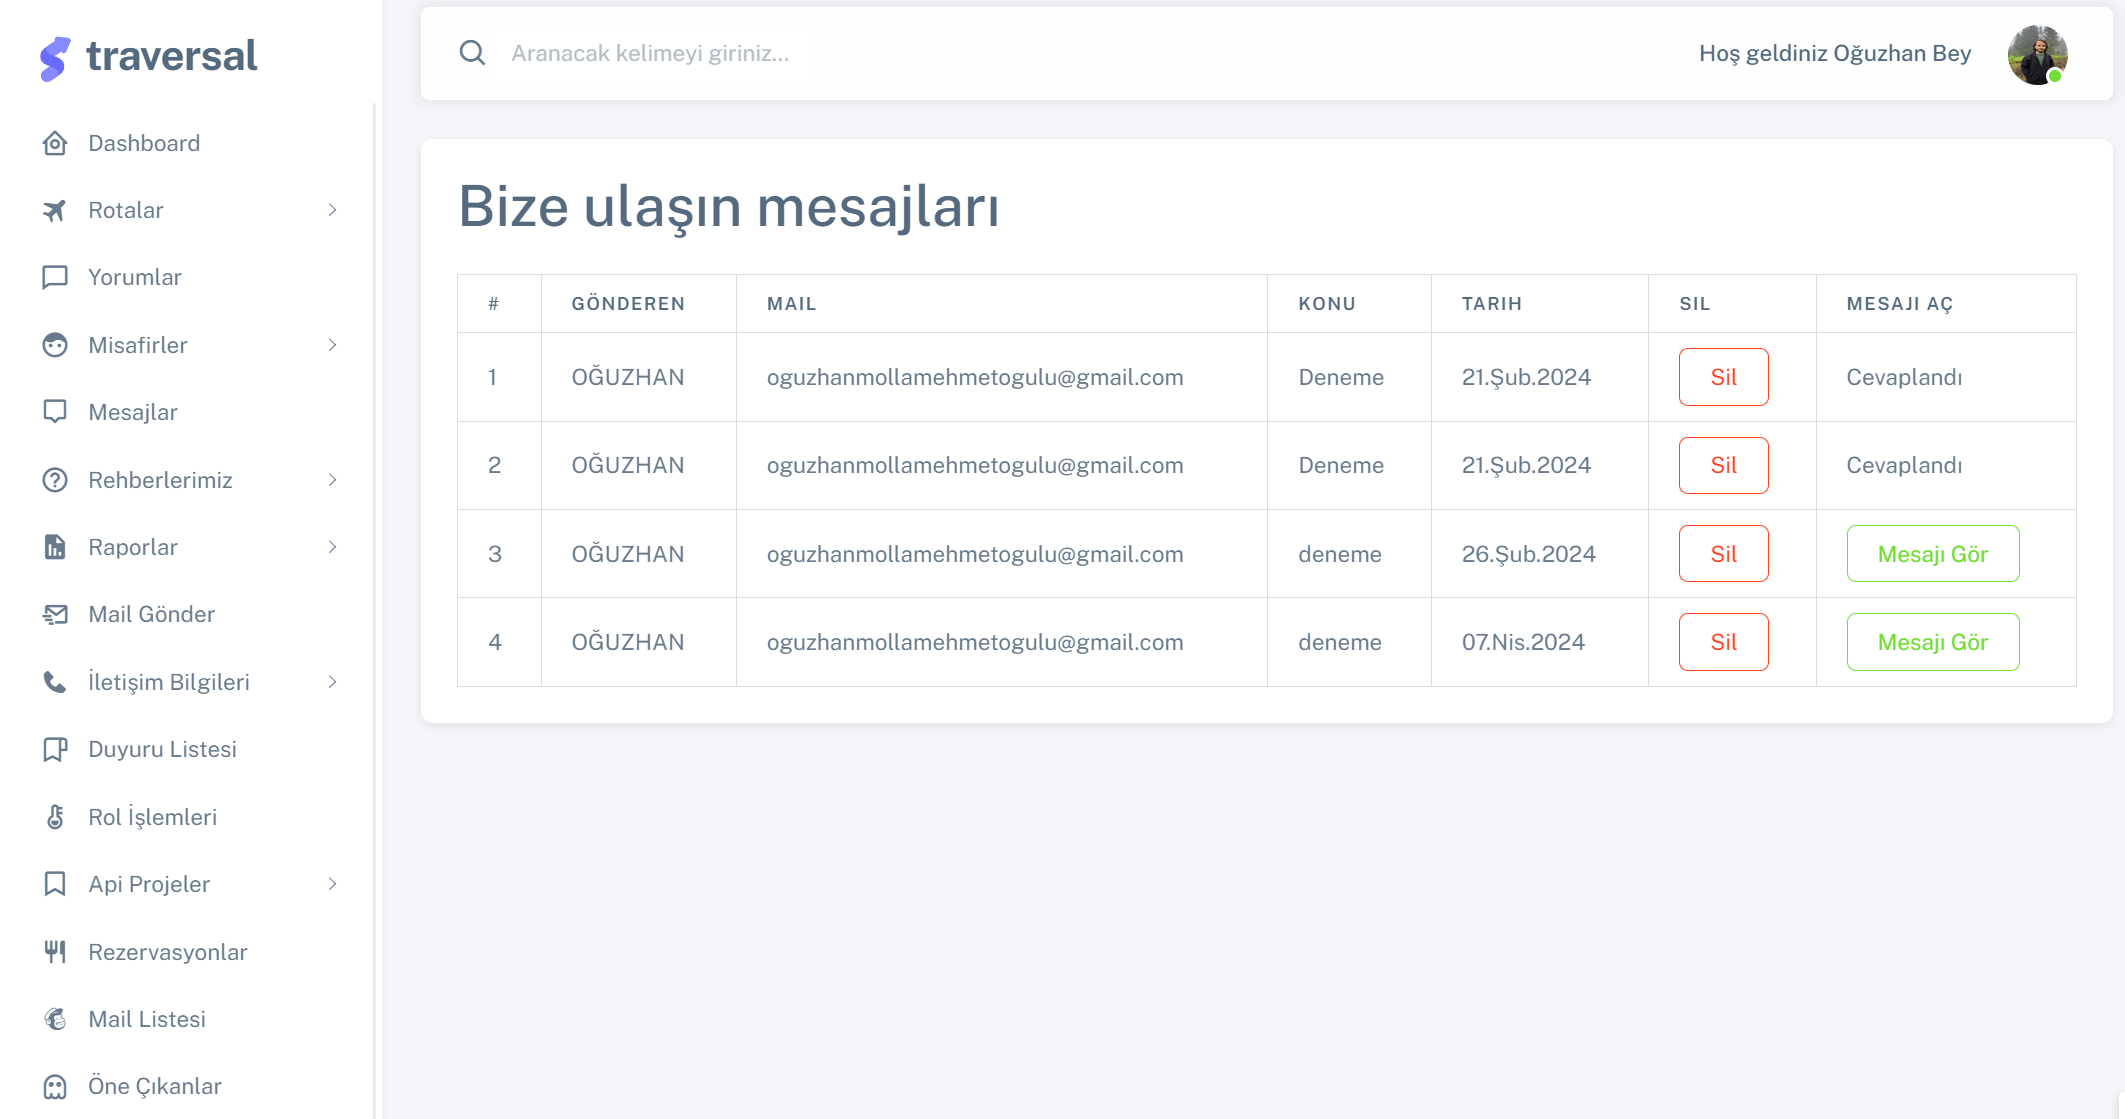 traversal
Dashboard
Rotalar
Yorumlar
Misafirler
Mesajlar
Rehberlerimiz
Raporlar
Mail Gönder
İletişim Bilgileri
Duyuru Listesi
Rol İşlemleri
Api Projeler
Rezervasyonlar
Mail Listesi
Öne Çıkanlar
Aranacak kelimeyi giriniz... Hoş geldiniz Oğuzhan Bey
Bize ulaşın mesajları
# GÖNDEREN MAIL KONU TARIH SIL MESAJI AÇ
1 OĞUZHAN oguzhanmollamehmetogulu@gmail.com Deneme 21.Şub.2024 Sil Cevaplandı
2 OĞUZHAN oguzhanmollamehmetogulu@gmail.com Deneme 21.Şub.2024 Sil Cevaplandı
3 OĞUZHAN oguzhanmollamehmetogulu@gmail.com deneme 26.Şub.2024 Sil Mesajı Gör
4 OĞUZHAN oguzhanmollamehmetogulu@gmail.com deneme 07.Nis.2024 Sil Mesajı Gör